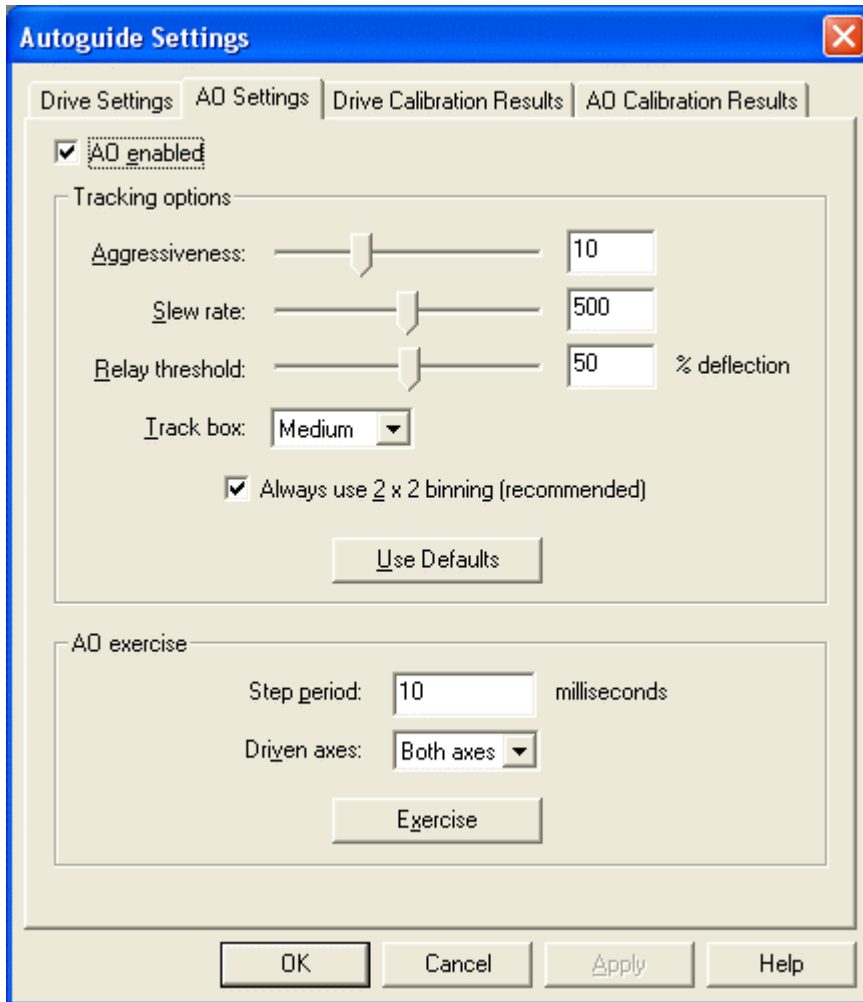 Autoguide Settings
Drive Settings AO Settings Drive Calibration Results AO Calibration Results
AO enabled
Tracking options
Aggressiveness: 10
Slew rate: 500
Relay threshold: 50 % deflection
Track box: Medium
Always use 2 x 2 binning (recommended)
Use Defaults
AO exercise
Step period: 10 milliseconds
Driven axes: Both axes
Exercise
OK Cancel Apply Help